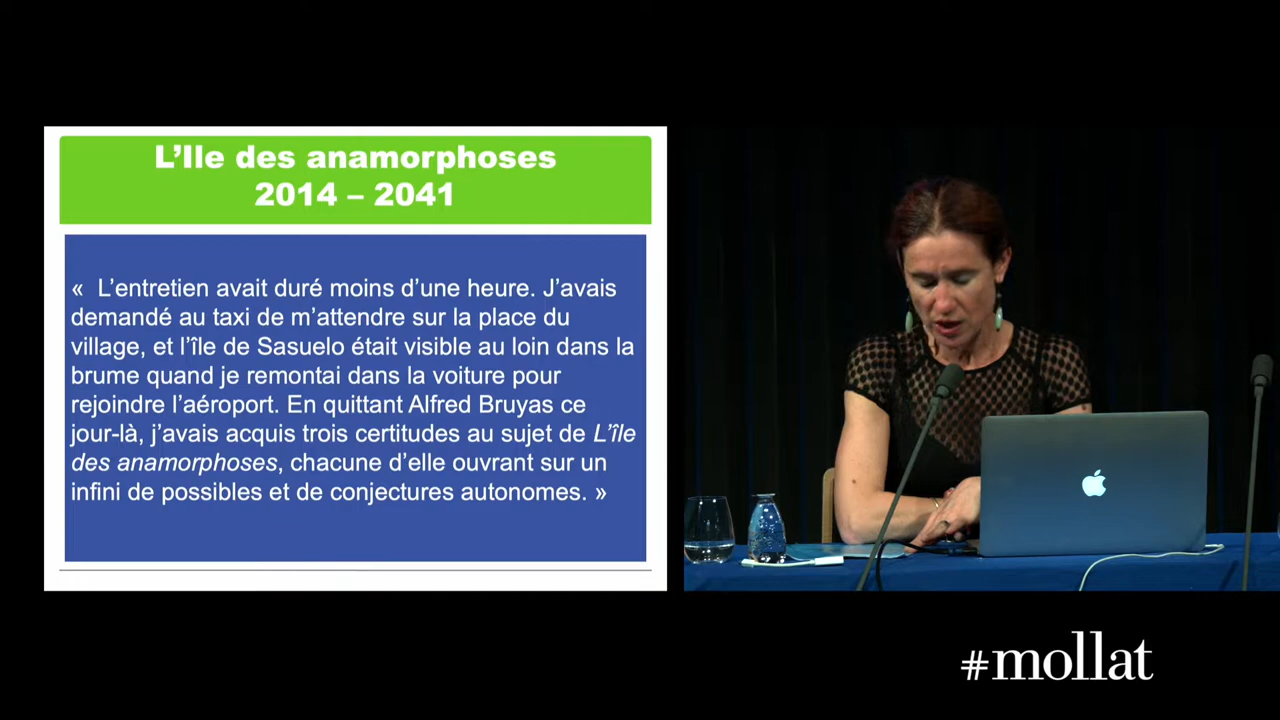 L'Ile des anamorphoses
2014 – 2041
«  L'entretien avait duré moins d'une heure. J'avais
demandé au taxi de m'attendre sur la place du
village, et l'île de Sasuelo était visible au loin dans la
brume quand je remontai dans la voiture pour
rejoindre l'aéroport. En quittant Alfred Bruyas ce
jour-là, j'avais acquis trois certitudes au sujet de L'île
des anamorphoses, chacune d'elle ouvrant sur un
infini de possibles et de conjectures autonomes. »
#mollat